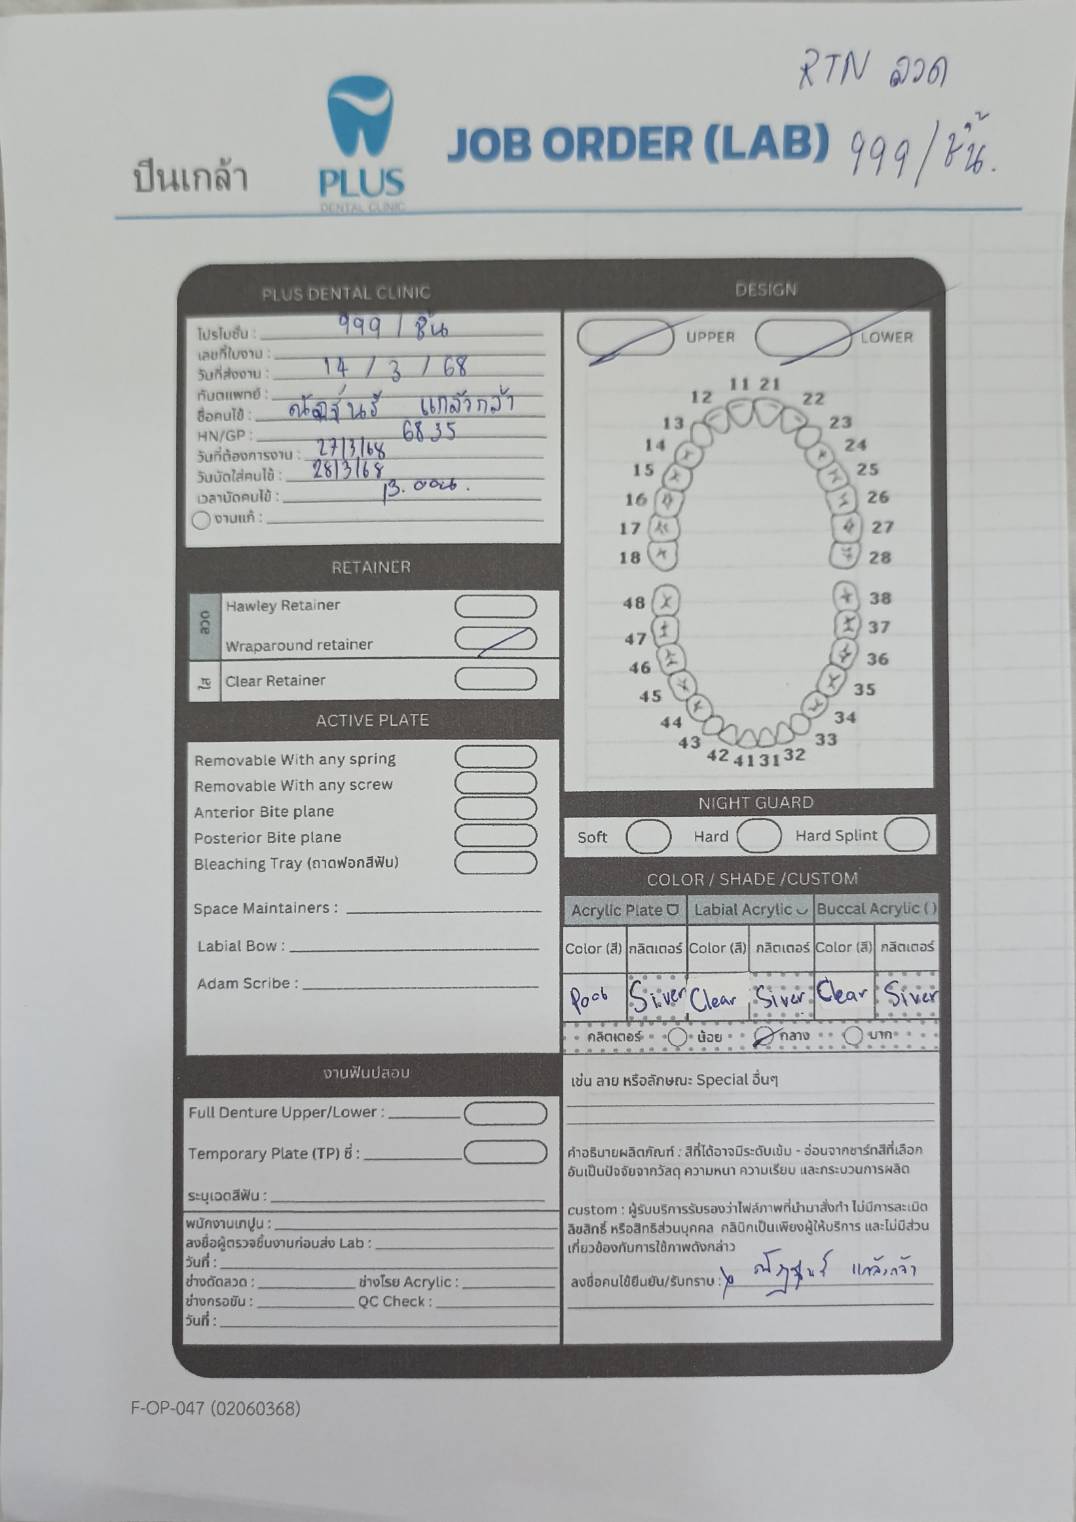 RTN ลวด
ปิ่นเกล้า
PLUS
DENTAL CLINIC
JOB ORDER (LAB)
999/ชิ้น.
PLUS DENTAL CLINIC
โปรโมชั่น : 999 / ชิ้น
เลขที่ใบงาน :
วันที่ส่งงาน : 14 / 3 / 68
ทันตแพทย์ :
ชื่อคนไข้ : แกล้วกล้า
HN/GP : 6835
วันที่ต้องการงาน : 27/3/68
วันนัดใส่คนไข้ : 28/3/68
เวลานัดคนไข้ : 13.00น.
งานแก้ :
RETAINER
ลวด
Hawley Retainer
Wraparound retainer
ใส
Clear Retainer
ACTIVE PLATE
Removable With any spring
Removable With any screw
Anterior Bite plane
Posterior Bite plane
Bleaching Tray (ถาดฟอกสีฟัน)
Space Maintainers :
Labial Bow :
Adam Scribe :
งานฟันปลอม
Full Denture Upper/Lower :
Temporary Plate (TP) ซี่ :
ระบุเฉดสีฟัน :
พนักงานเทปูน :
ลงชื่อผู้ตรวจชิ้นงานก่อนส่ง Lab :
วันที่ :
ช่างดัดลวด : ช่างโรย Acrylic :
ช่างกรอขัน : QC Check :
วันที่ :
DESIGN
UPPER LOWER
11 21
12 22
13 23
14 24
15 25
16 26
17 27
18 28
48 38
47 37
46 36
45 35
44 34
43 33
42 41 31 32
NIGHT GUARD
Soft Hard Hard Splint
COLOR / SHADE /CUSTOM
Acrylic Plate Labial Acrylic Buccal Acrylic ( )
Color (สี) กลิตเตอร์ Color (สี) กลิตเตอร์ Color (สี) กลิตเตอร์
Siver Clear Siver Clear Siver
กลิตเตอร์ น้อย กลาง มาก
เช่น ลาย หรือลักษณะ Special อื่นๆ
คำอธิบายผลิตภัณฑ์ : สีที่ได้อาจมีระดับเข้ม - อ่อนจากชาร์ทสีที่เลือก
อันเป็นปัจจัยจากวัสดุ ความหนา ความเรียบ และกระบวนการผลิต
custom : ผู้รับบริการรับรองว่าไฟล์ภาพที่นำมาสั่งทำ ไม่มีการละเมิด
ลิขสิทธิ์ หรือสิทธิส่วนบุคคล คลินิกเป็นเพียงผู้ให้บริการ และไม่มีส่วน
เกี่ยวข้องกับการใช้ภาพดังกล่าว
ลงชื่อคนไข้ยืนยัน/รับทราบ : แกล้วกล้า
F-OP-047 (02060368)